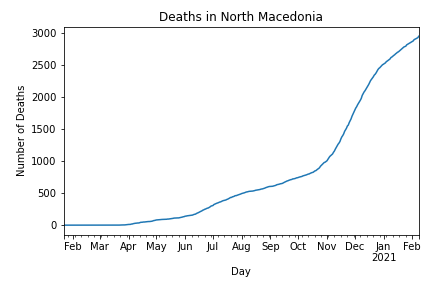 Deaths in North Macedonia
Number of Deaths
3000
2500
2000
1500
1000
500
0
Feb Mar Apr May Jun Jul Aug Sep Oct Nov Dec Jan Feb
2021
Day